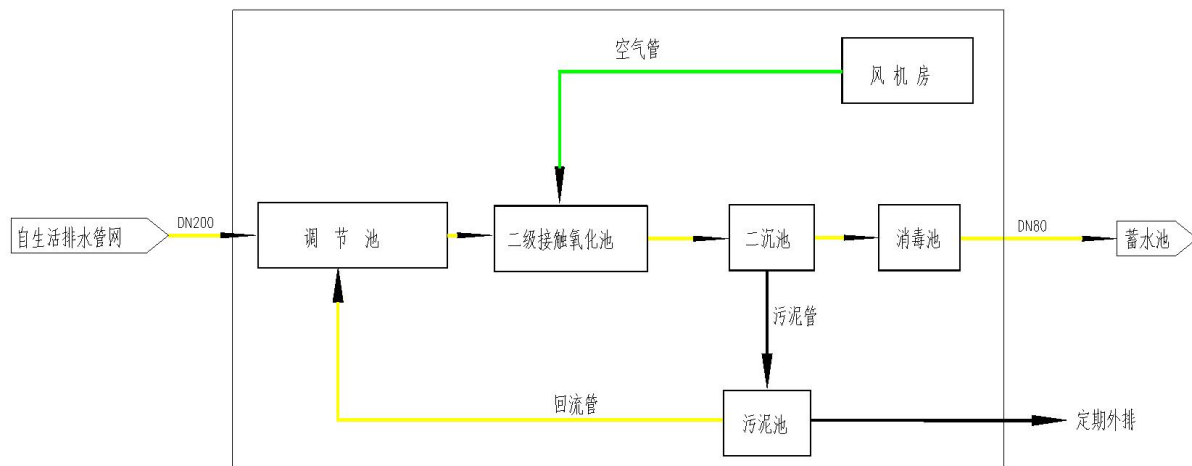 空气管
风机房
自生活排水管网
DN200
调节池
二级接触氧化池
二沉池
消毒池
DN80
蓄水池
污泥管
回流管
污泥池
定期外排